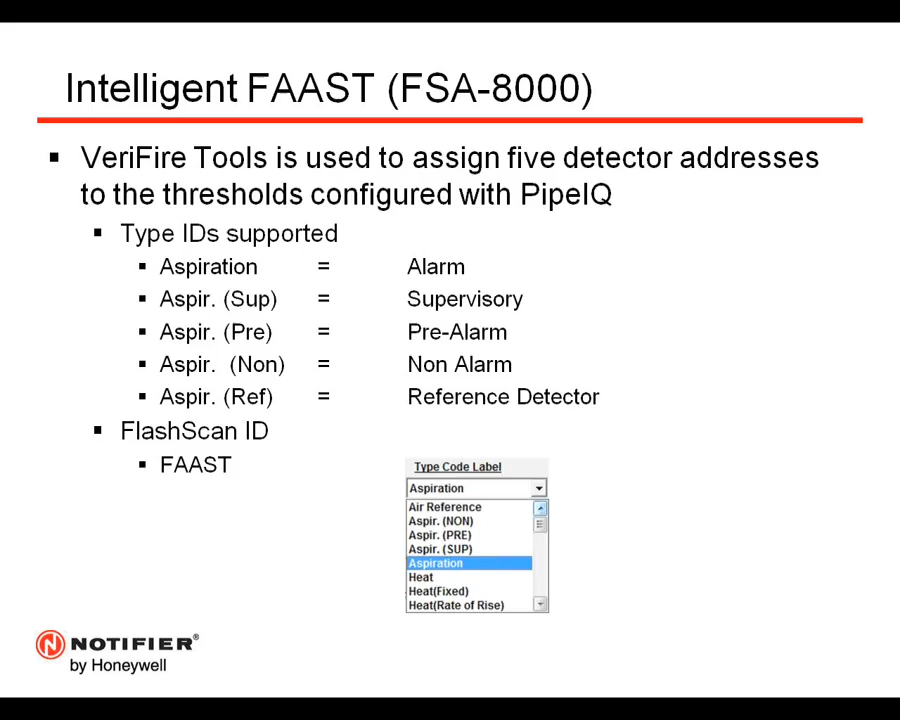 Intelligent FAAST (FSA-8000)
▪ VeriFire Tools is used to assign five detector addresses
to the thresholds configured with PipeIQ
▪ Type IDs supported
▪ Aspiration = Alarm
▪ Aspir. (Sup) = Supervisory
▪ Aspir. (Pre) = Pre-Alarm
▪ Aspir. (Non) = Non Alarm
▪ Aspir. (Ref) = Reference Detector
▪ FlashScan ID
▪ FAAST
Type Code Label
Aspiration
Air Reference
Aspir. (NON)
Aspir. (PRE)
Aspir. (SUP)
Aspiration
Heat
Heat(Fixed)
Heat(Rate of Rise)
N NOTIFIER®
by Honeywell